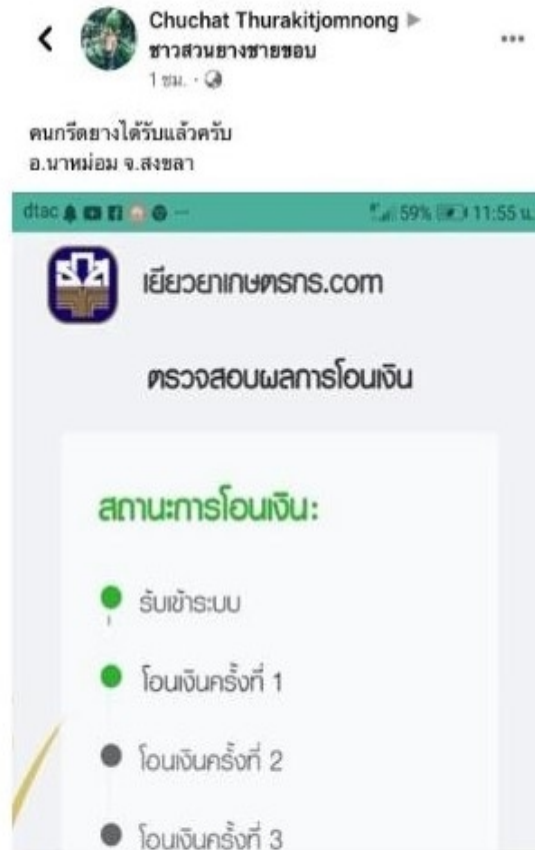 Chuchat Thurakitjomnong ▶
ชาวสวนยางชายขอบ
1 ชม. ·
คนกรีดยางได้รับแล้วครับ
อ.นาหม่อม จ.สงขลา
dtac 59% 11:55 น.
เยียวยาเกษตรกร.com
ตรวจสอบผลการโอนเงิน
สถานะการโอนเงิน:
รับเข้าระบบ
โอนเงินครั้งที่ 1
โอนเงินครั้งที่ 2
โอนเงินครั้งที่ 3